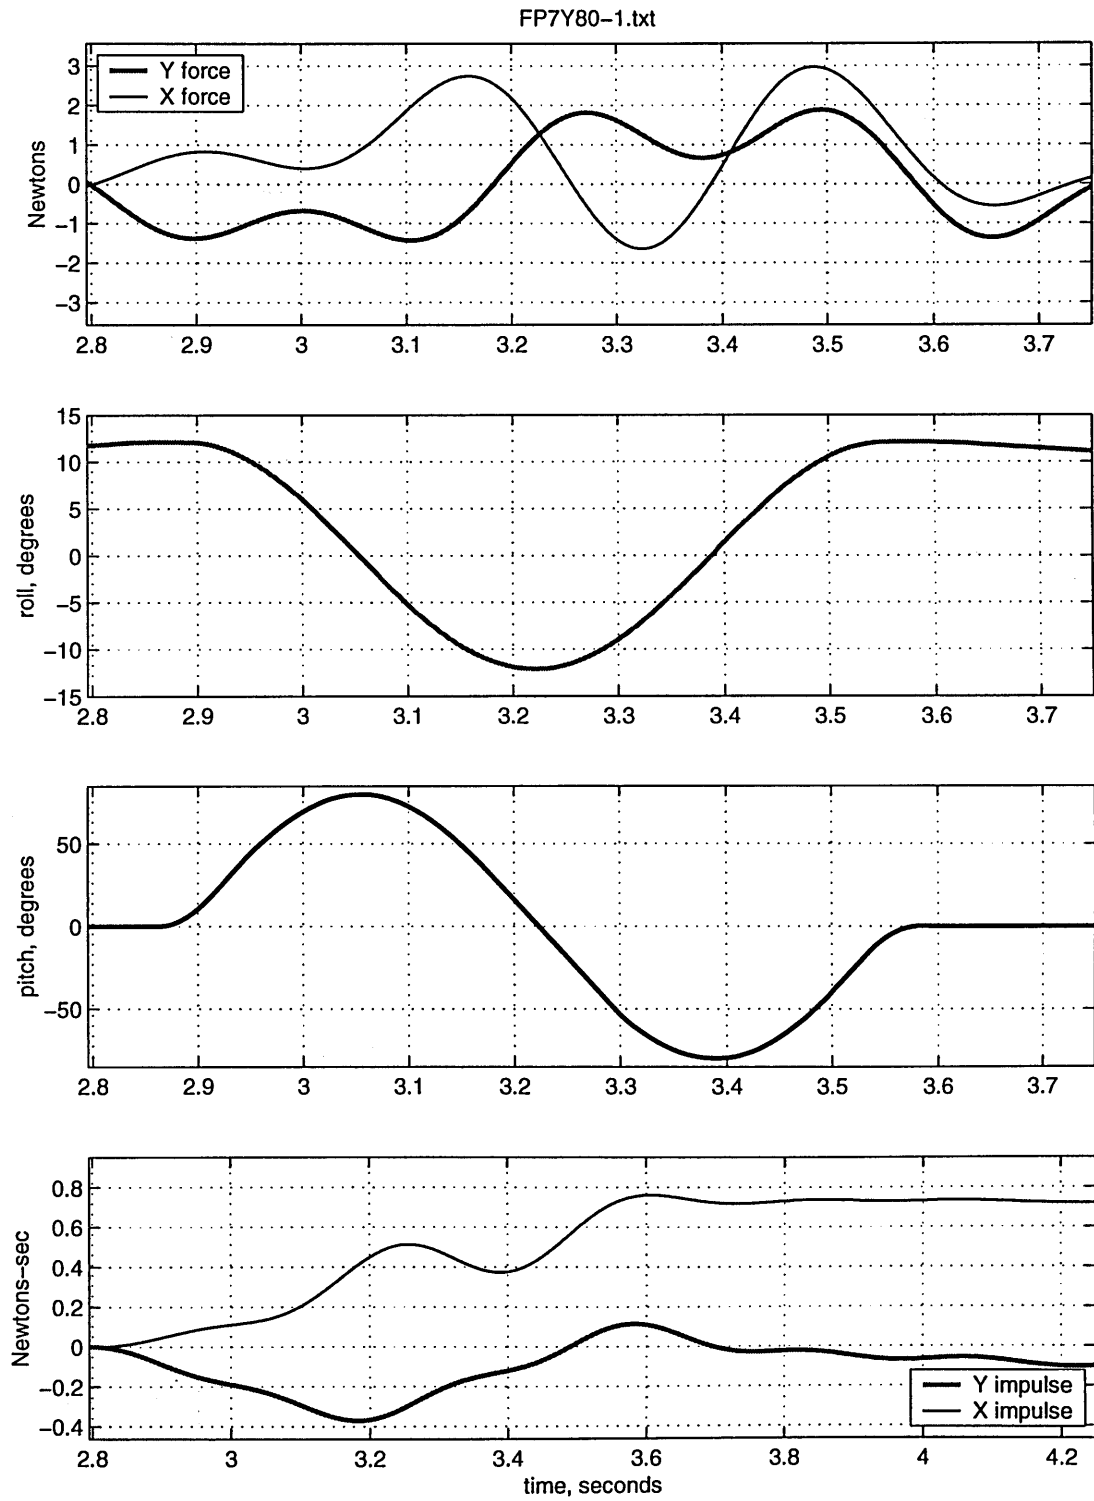 FP7Y80−1.txt
Y force
X force
Newtons
3
2
1
0
−1
−2
−3
2.8 2.9 3 3.1 3.2 3.3 3.4 3.5 3.6 3.7
roll, degrees
15
10
5
0
−5
−10
−15
2.8 2.9 3 3.1 3.2 3.3 3.4 3.5 3.6 3.7
pitch, degrees
50
0
−50
2.8 2.9 3 3.1 3.2 3.3 3.4 3.5 3.6 3.7
Newtons−sec
0.8
0.6
0.4
0.2
0
−0.2
−0.4
Y impulse
X impulse
2.8 3 3.2 3.4 3.6 3.8 4 4.2
time, seconds